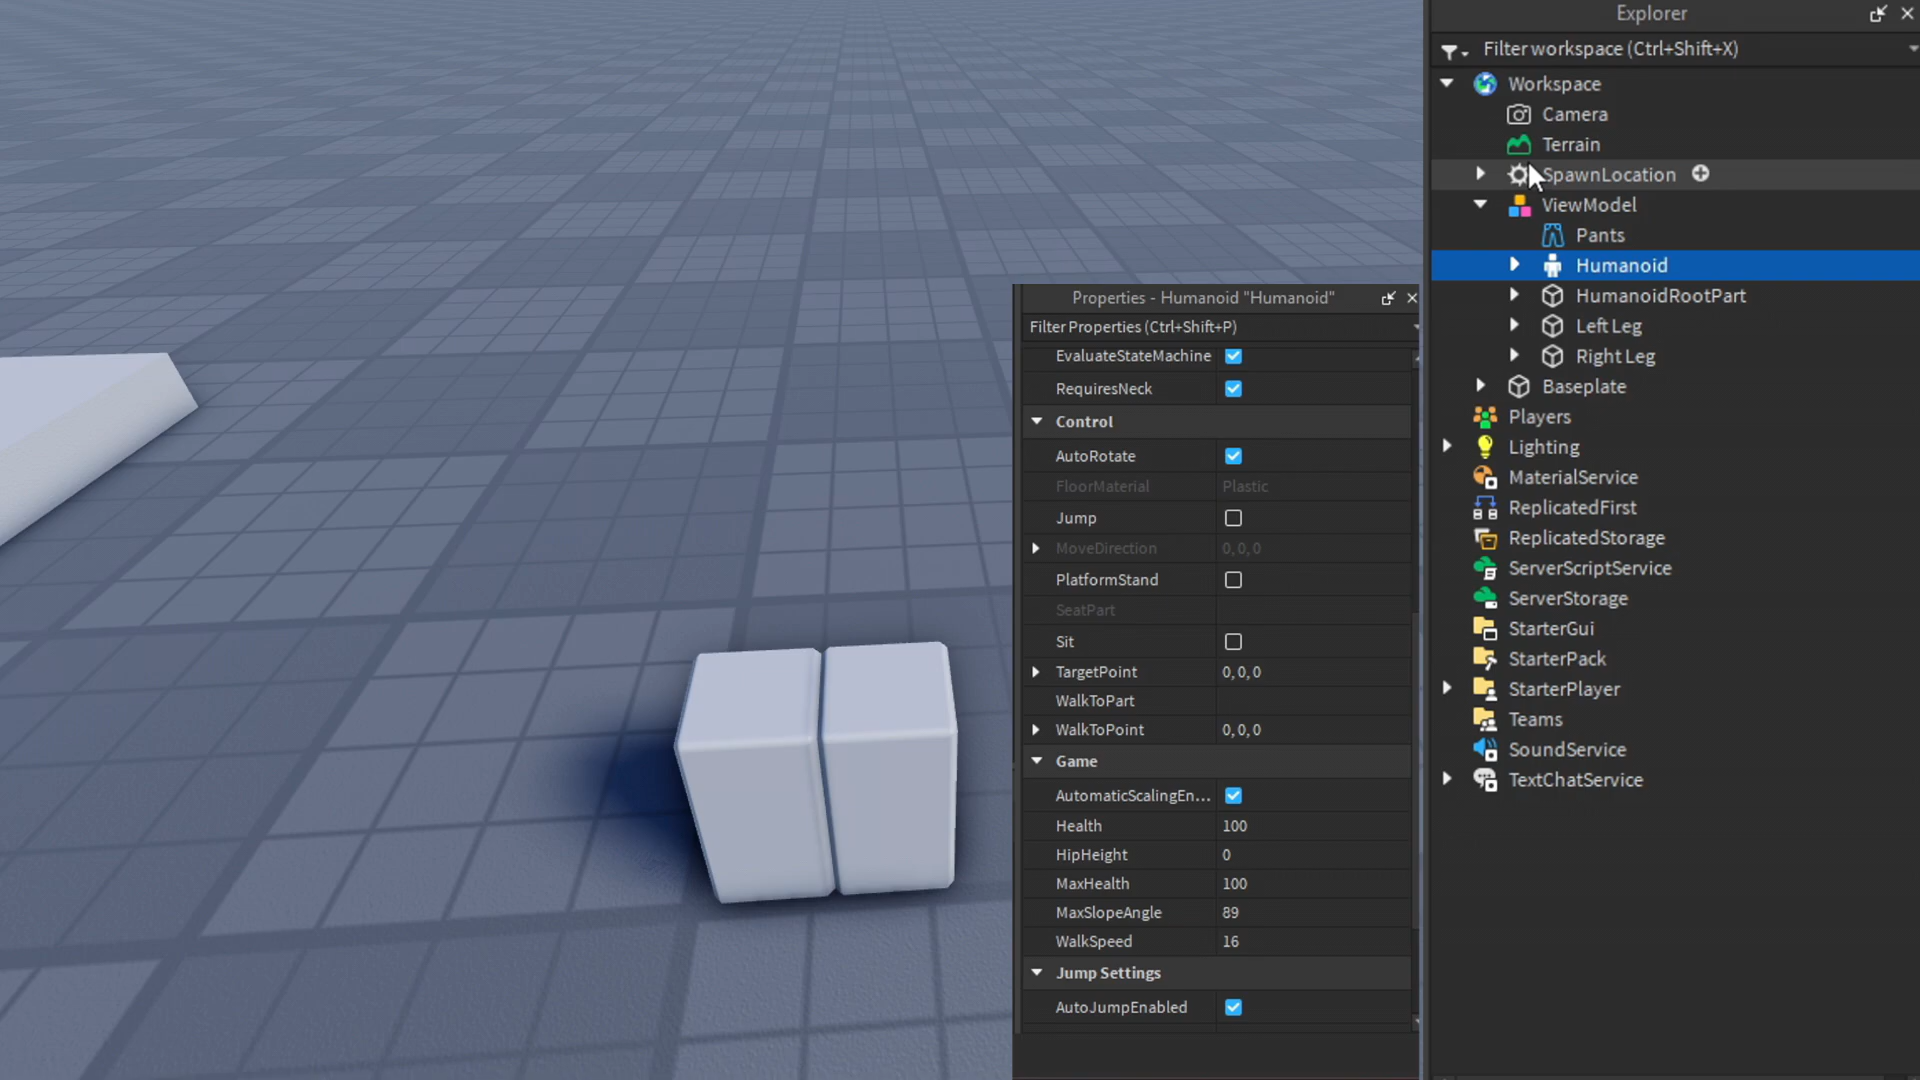 Explorer
Filter workspace (Ctrl+Shift+X)
Workspace
Camera
Terrain
SpawnLocation
ViewModel
Pants
Humanoid
HumanoidRootPart
Left Leg
Right Leg
Baseplate
Players
Lighting
MaterialService
ReplicatedFirst
ReplicatedStorage
ServerScriptService
ServerStorage
StarterGui
StarterPack
StarterPlayer
Teams
SoundService
TextChatService
Properties - Humanoid "Humanoid"
Filter Properties (Ctrl+Shift+P)
EvaluateStateMachine
RequiresNeck
Control
AutoRotate
FloorMaterial Plastic
Jump
MoveDirection 0, 0, 0
PlatformStand
SeatPart
Sit
TargetPoint 0, 0, 0
WalkToPart
WalkToPoint 0, 0, 0
Game
AutomaticScalingEn...
Health 100
HipHeight 0
MaxHealth 100
MaxSlopeAngle 89
WalkSpeed 16
Jump Settings
AutoJumpEnabled